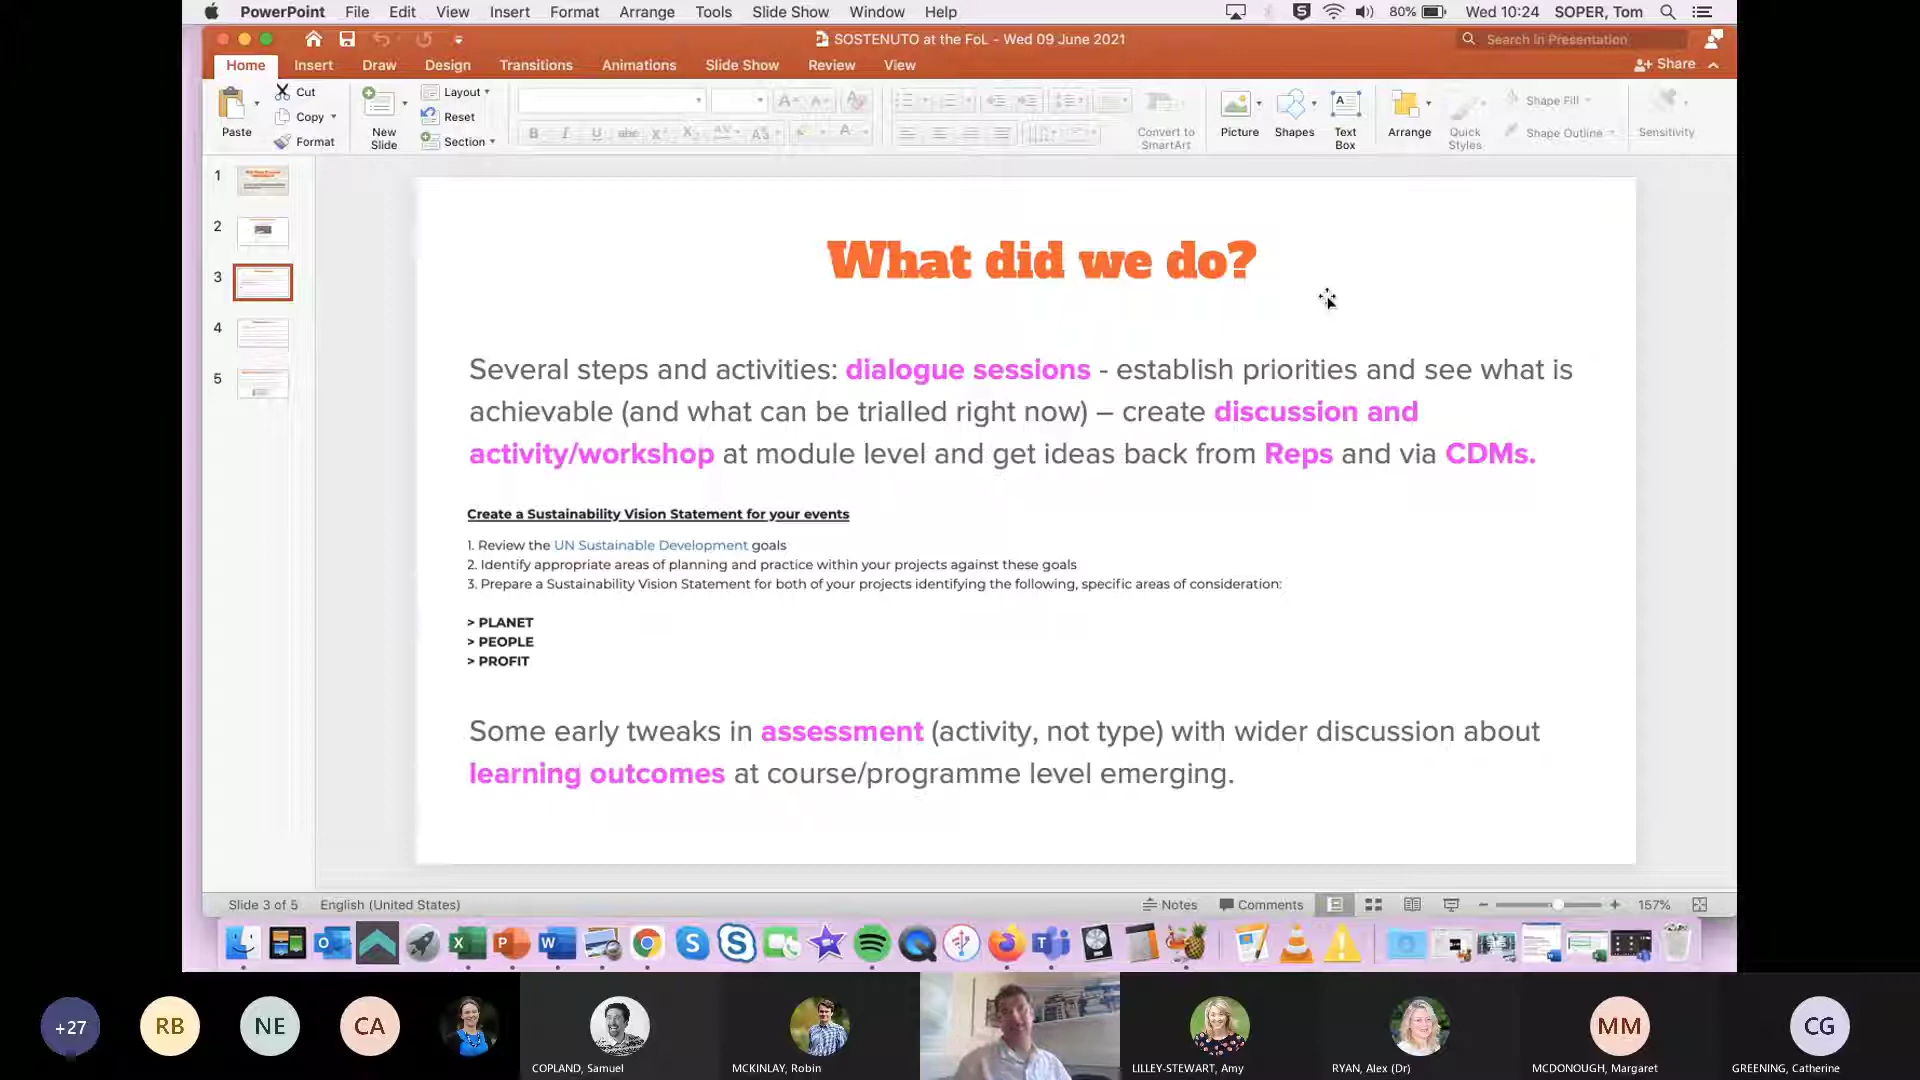 PowerPoint File Edit View Insert Format Arrange Tools Slide Show Window Help 80% Wed 10:24 SOPER, Tom
SOSTENUTO at the FoL - Wed 09 June 2021 Search in Presentation
Home Insert Draw Design Transitions Animations Slide Show Review View Share
Paste Cut Copy Format New Slide Layout Reset Section
B I U abc
Convert to SmartArt Picture Shapes Text Box Arrange Quick Styles Shape Fill Shape Outline Sensitivity
1
2
3
4
5
What did we do?
Several steps and activities: dialogue sessions - establish priorities and see what is
achievable (and what can be trialled right now) – create discussion and
activity/workshop at module level and get ideas back from Reps and via CDMs.
Create a Sustainability Vision Statement for your events
1. Review the UN Sustainable Development goals
2. Identify appropriate areas of planning and practice within your projects against these goals
3. Prepare a Sustainability Vision Statement for both of your projects identifying the following, specific areas of consideration:
> PLANET
> PEOPLE
> PROFIT
Some early tweaks in assessment (activity, not type) with wider discussion about
learning outcomes at course/programme level emerging.
Slide 3 of 5 English (United States) Notes Comments 157%
+27 RB NE CA MM CG
COPLAND, Samuel MCKINLAY, Robin LILLEY-STEWART, Amy RYAN, Alex (Dr) MCDONOUGH, Margaret GREENING, Catherine